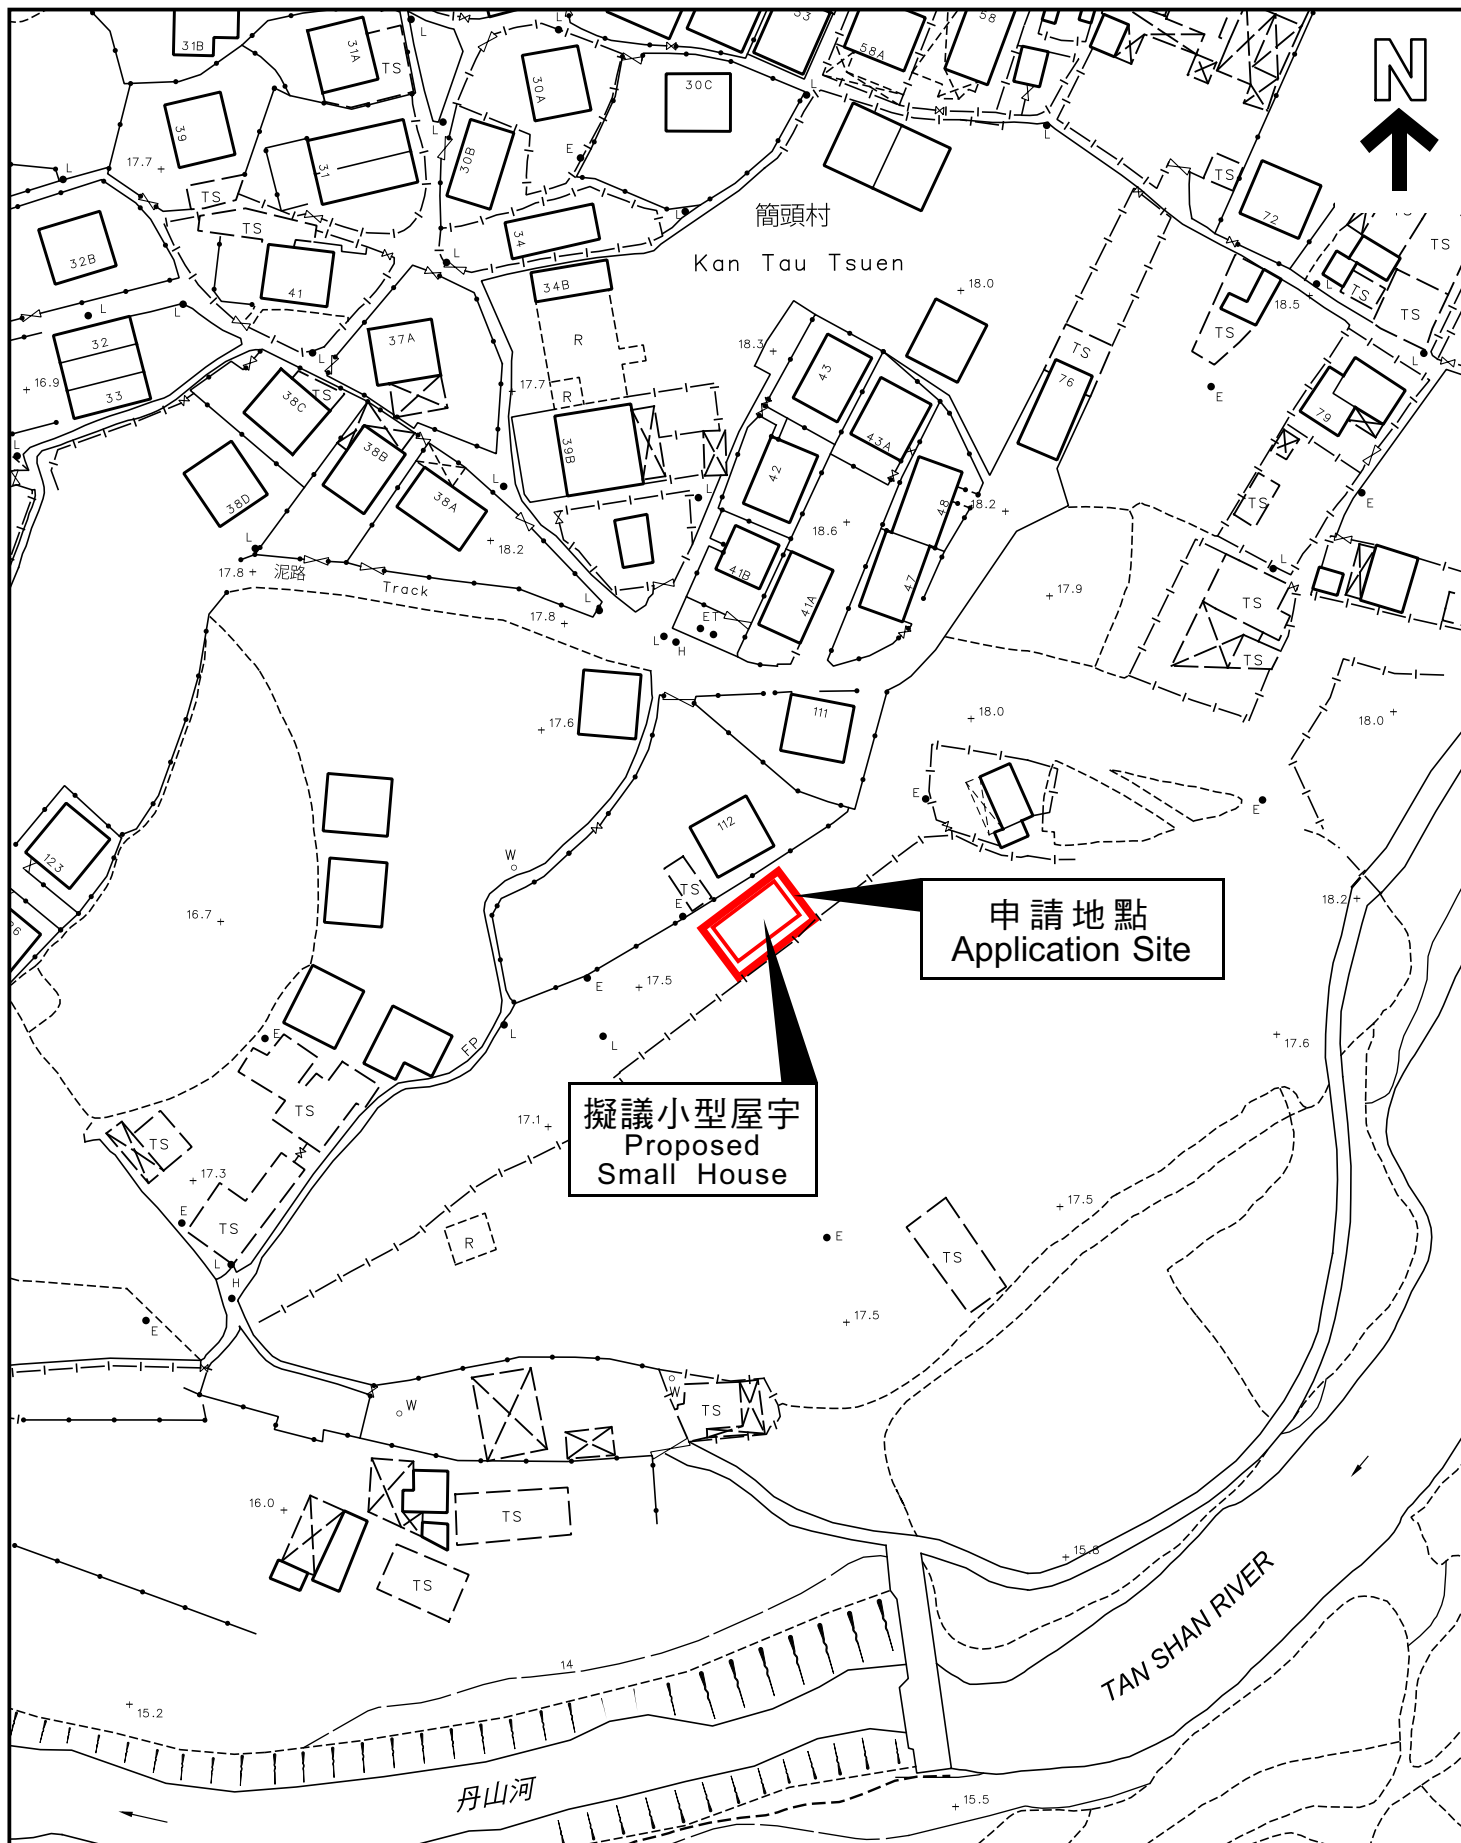 31B
31A
TS
L
53
58A
58
N
30A
30C
39
31
30B
L
E
L
17.7
L
TS
TS
34
L
簡頭村
Kan Tau Tsuen
TS
72
TS
TS
32B
41
L
34B
18.0
18.5
L
TS
TS
TS
L
L
32
33
16.9
L
37A
R
17.7
R
18.3
43
TS
76
E
79
L
38C
TS
38B
38D
38A
39B
42
43A
L
18.6
48
18.2
TS
E
L
17.8
泥路
Track
18.2
17.8
L
41B
41A
47
17.9
L
TS
TS
ET
L
H
17.6
111
18.0
18.0
E
E
112
W
TS
E
123
16.7
18.2
申請地點
Application Site
E
17.5
L
L
E
FP
17.6
擬議小型屋宇
Proposed
Small House
TS
17.1
TS
17.3
E
TS
R
17.5
E
TS
L
H
E
17.5
W
W
TS
16.0
TS
TS
15.8
TAN SHAN RIVER
14
15.2
丹山河
15.5